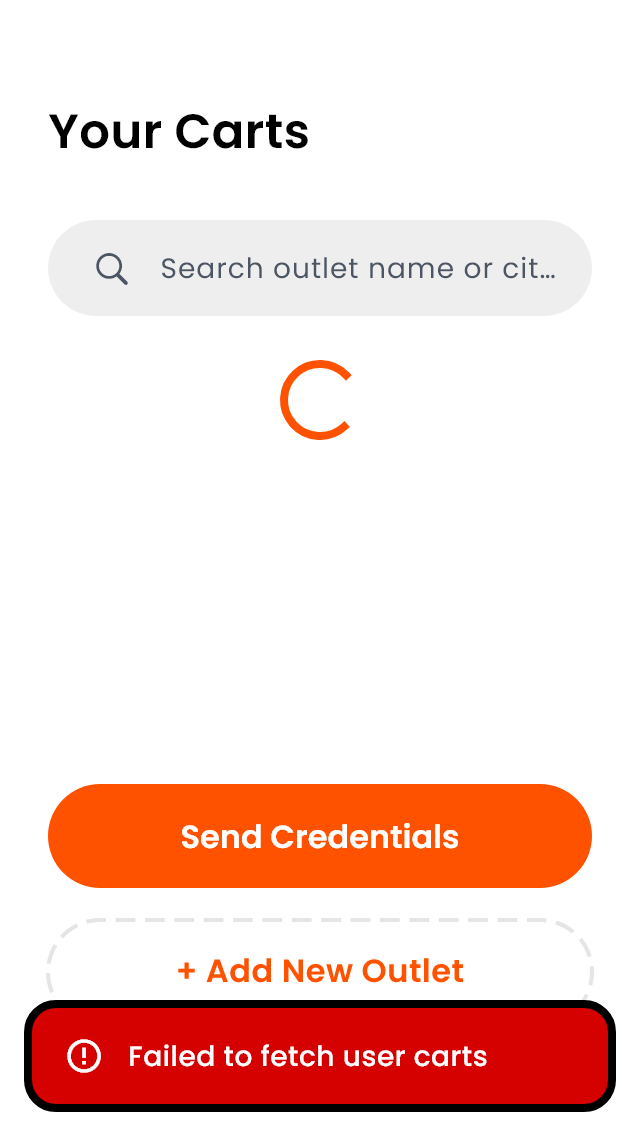 Your Carts
Search outlet name or cit...
Send Credentials
+ Add New Outlet
Failed to fetch user carts